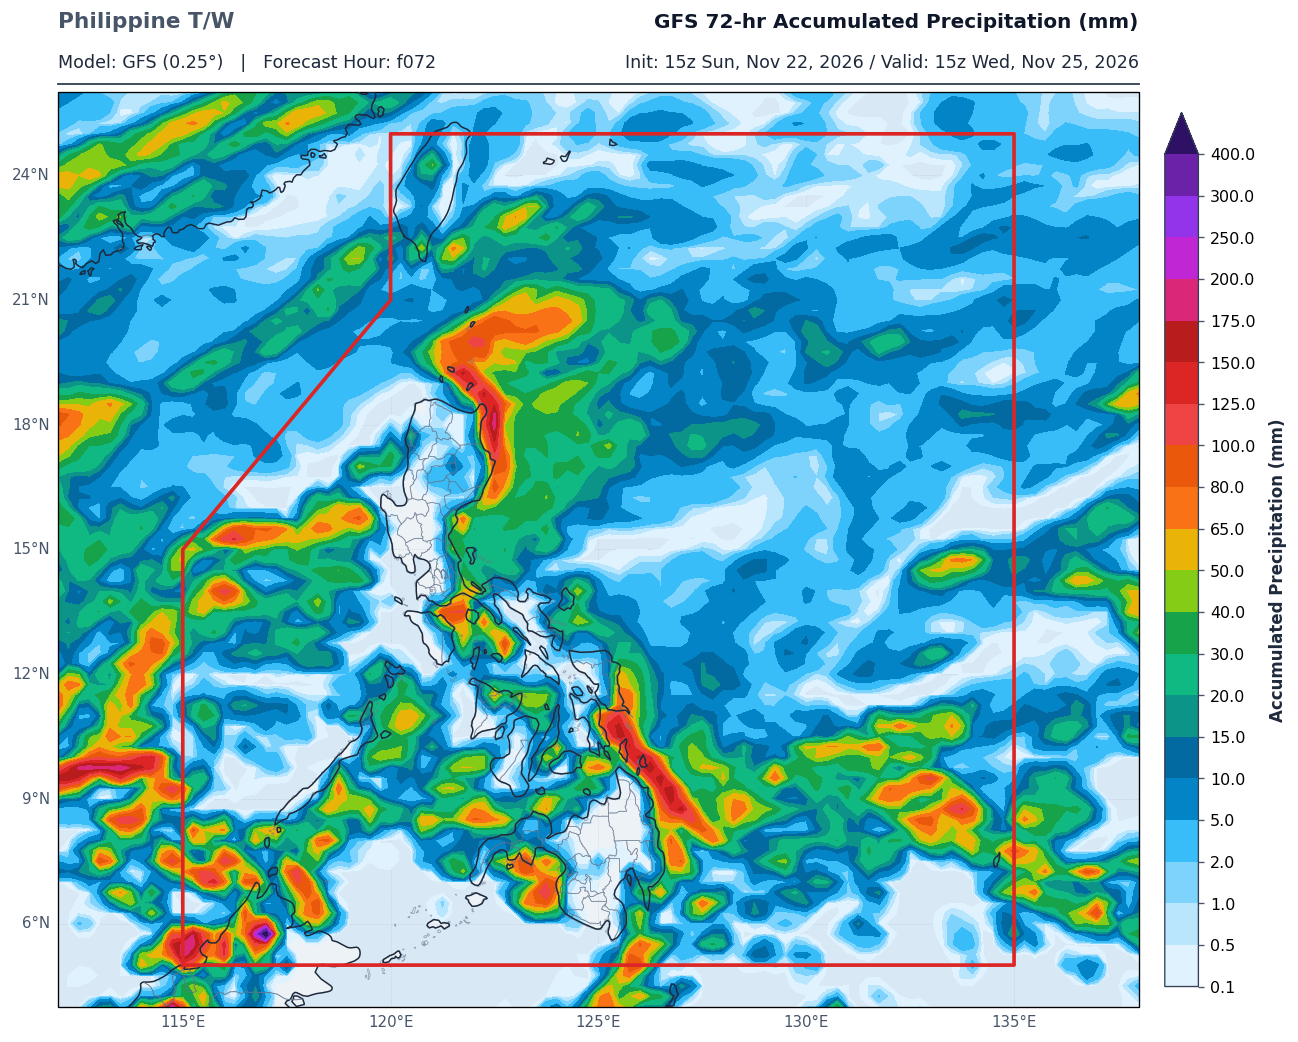 Philippine T/W
GFS 72-hr Accumulated Precipitation (mm)
Model: GFS (0.25°)   |   Forecast Hour: f072
Init: 15z Sun, Nov 22, 2026 / Valid: 15z Wed, Nov 25, 2026
24°N
21°N
18°N
15°N
12°N
9°N
6°N
115°E
120°E
125°E
130°E
135°E
400.0
300.0
250.0
200.0
175.0
150.0
125.0
100.0
80.0
65.0
50.0
40.0
30.0
20.0
15.0
10.0
5.0
2.0
1.0
0.5
0.1
Accumulated Precipitation (mm)